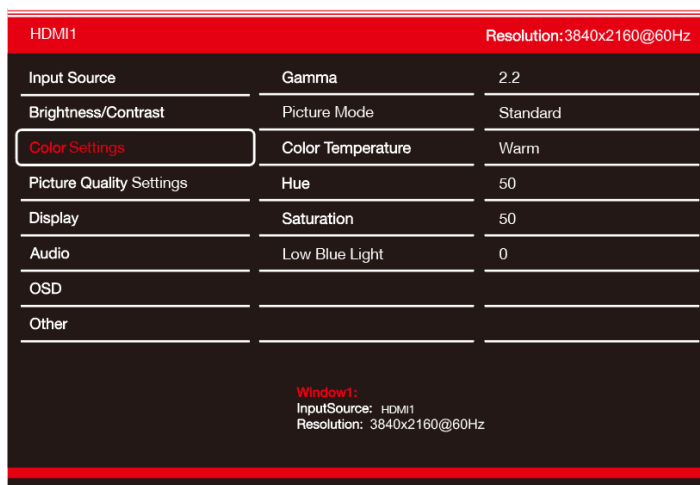 HDMI1 Resolution:3840x2160@60Hz
Input Source Gamma 2.2
Brightness/Contrast Picture Mode Standard
Color Settings Color Temperature Warm
Picture Quality Settings Hue 50
Display Saturation 50
Audio Low Blue Light 0
OSD
Other
Window1:
InputSource: HDMI1
Resolution: 3840x2160@60Hz